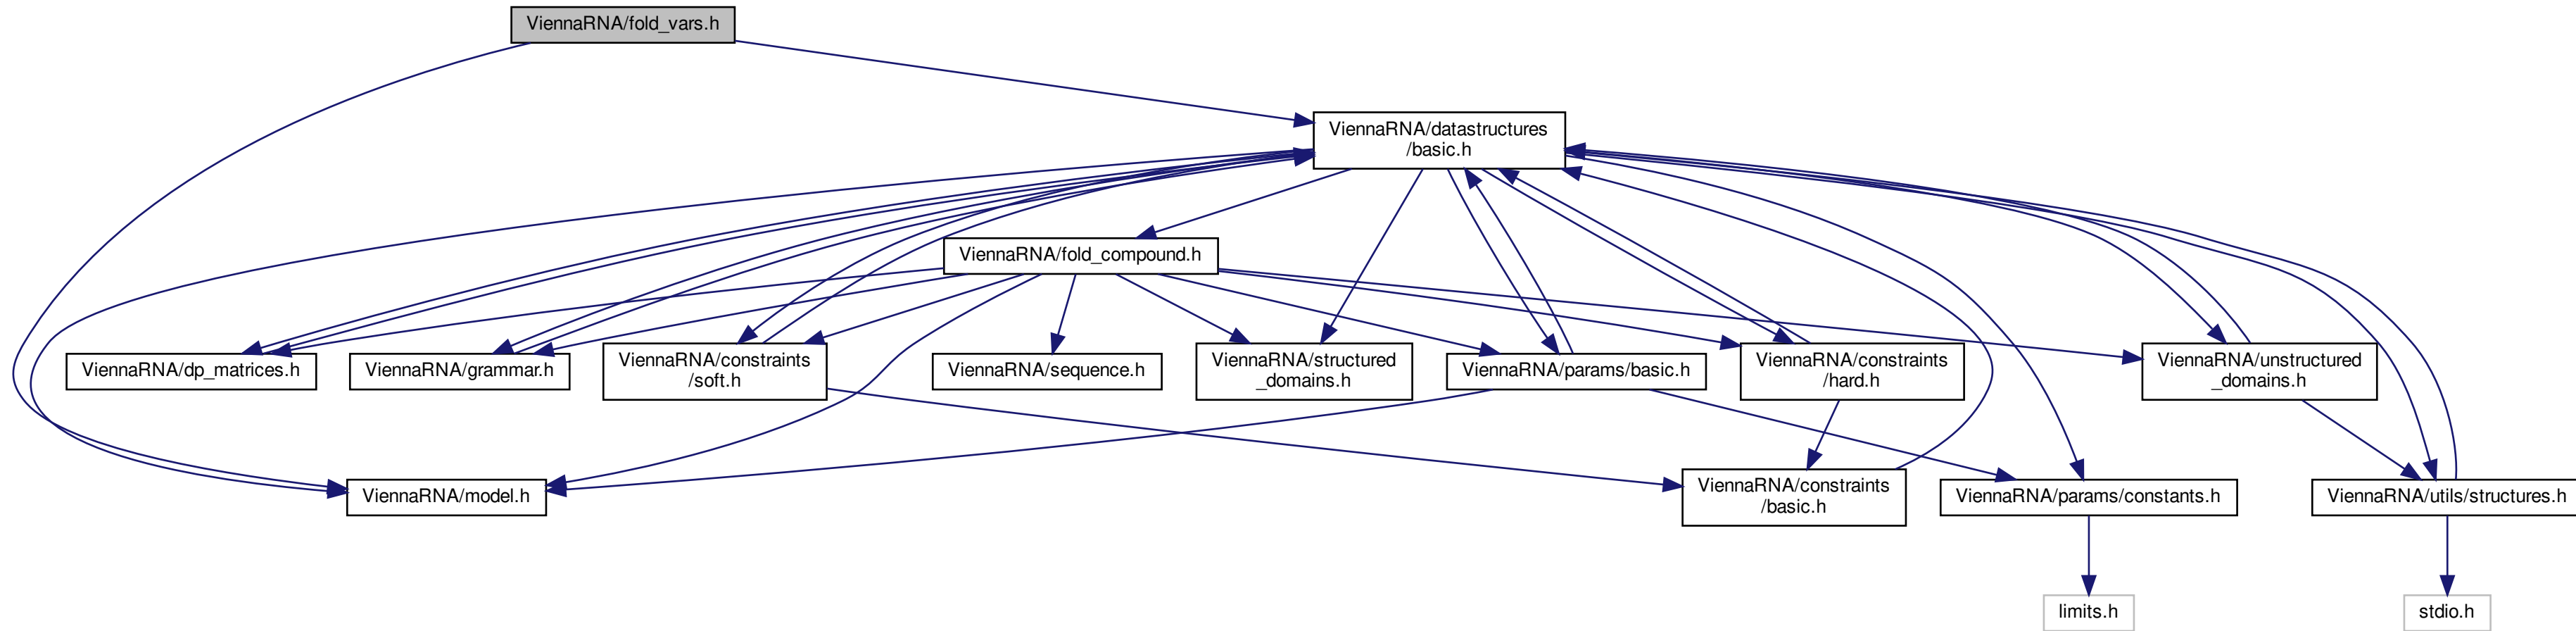 ViennaRNA/fold_vars.h
ViennaRNA/datastructures
/basic.h
ViennaRNA/fold_compound.h
ViennaRNA/dp_matrices.h
ViennaRNA/grammar.h
ViennaRNA/constraints
/soft.h
ViennaRNA/sequence.h
ViennaRNA/structured
_domains.h
ViennaRNA/params/basic.h
ViennaRNA/constraints
/hard.h
ViennaRNA/unstructured
_domains.h
ViennaRNA/model.h
ViennaRNA/constraints
/basic.h
ViennaRNA/params/constants.h
ViennaRNA/utils/structures.h
limits.h
stdio.h